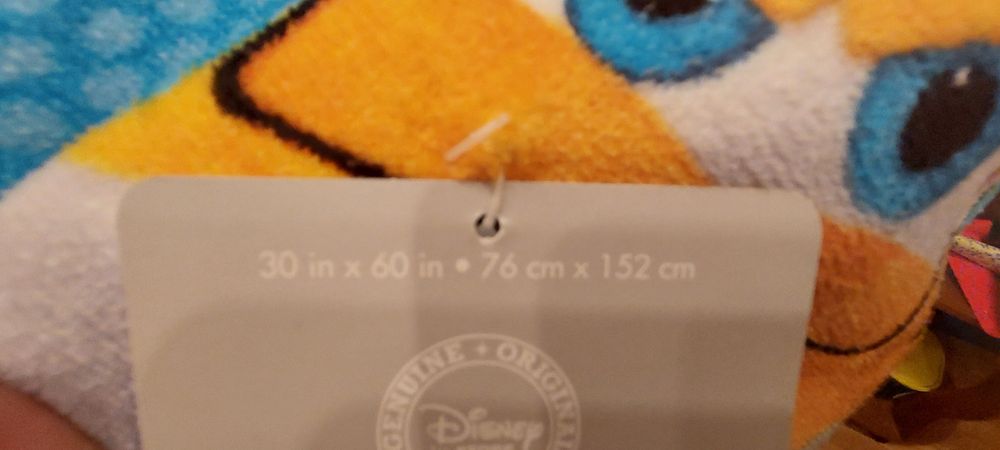 30 in x 60 in • 76 cm x 152 cm
GENUINE • ORIGINAL
Disney